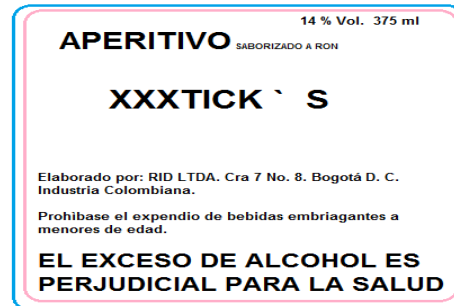 14 % Vol. 375 ml
APERITIVO SABORIZADO A RON
XXXTICK ` S
Elaborado por: RID LTDA. Cra 7 No. 8. Bogotá D. C.
Industria Colombiana.
Prohibase el expendio de bebidas embriagantes a
menores de edad.
EL EXCESO DE ALCOHOL ES
PERJUDICIAL PARA LA SALUD